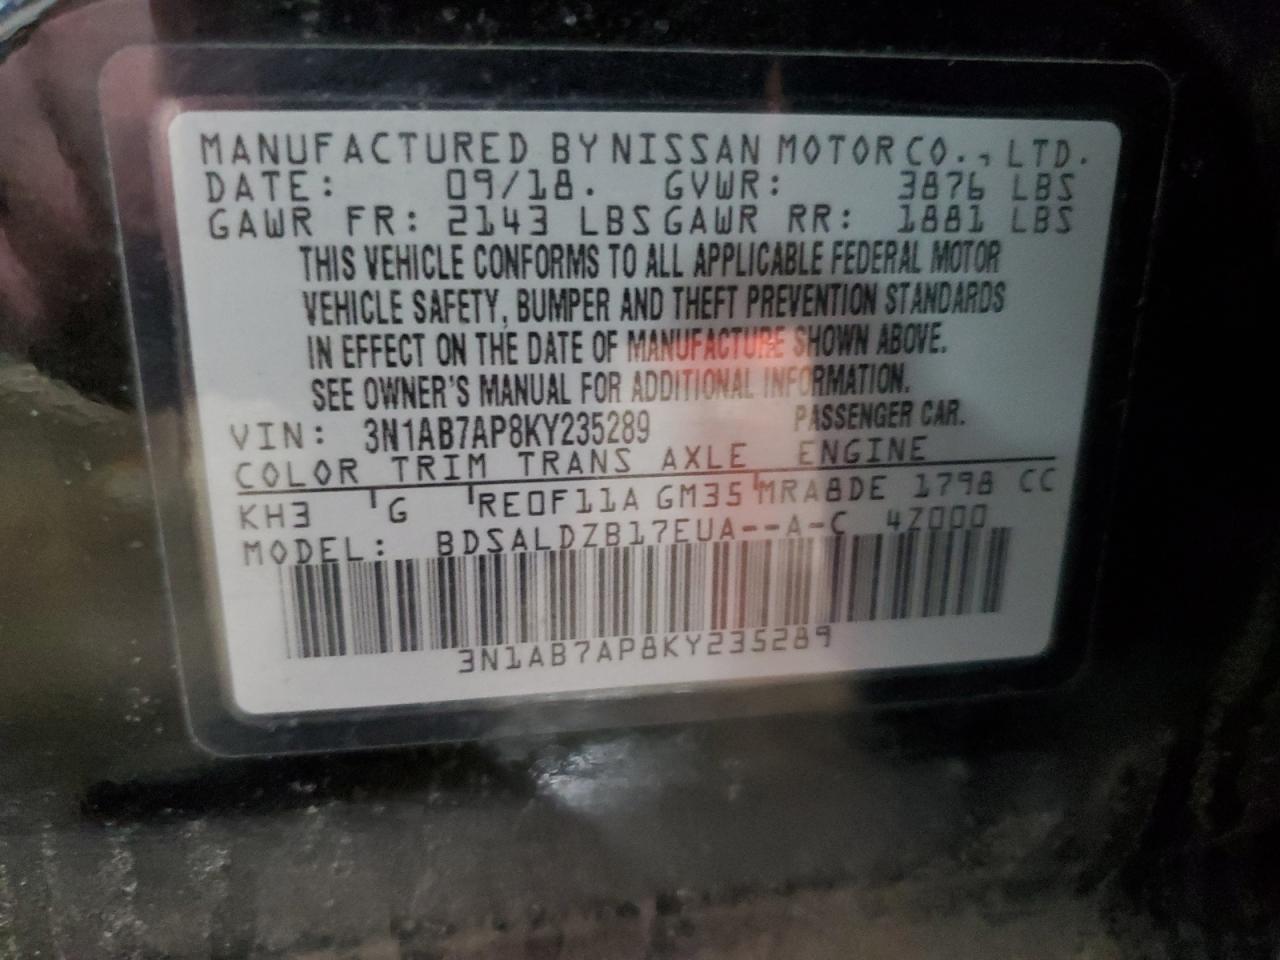 MANUFACTURED BY NISSAN MOTOR CO., LTD.
DATE: 09/18. GVWR: 3876 LBS
GAWR FR: 2143 LBS GAWR RR: 1881 LBS
THIS VEHICLE CONFORMS TO ALL APPLICABLE FEDERAL MOTOR
VEHICLE SAFETY, BUMPER AND THEFT PREVENTION STANDARDS
IN EFFECT ON THE DATE OF MANUFACTURE SHOWN ABOVE.
SEE OWNER'S MANUAL FOR ADDITIONAL INFORMATION.
VIN: 3N1AB7AP8KY235289 PASSENGER CAR.
COLOR TRIM TRANS AXLE ENGINE
KH3 G RE0F11A GM35 MRA8DE 1798 CC
MODEL: BDSALDZB17EUA--A-C 4Z000
3N1AB7AP8KY235289